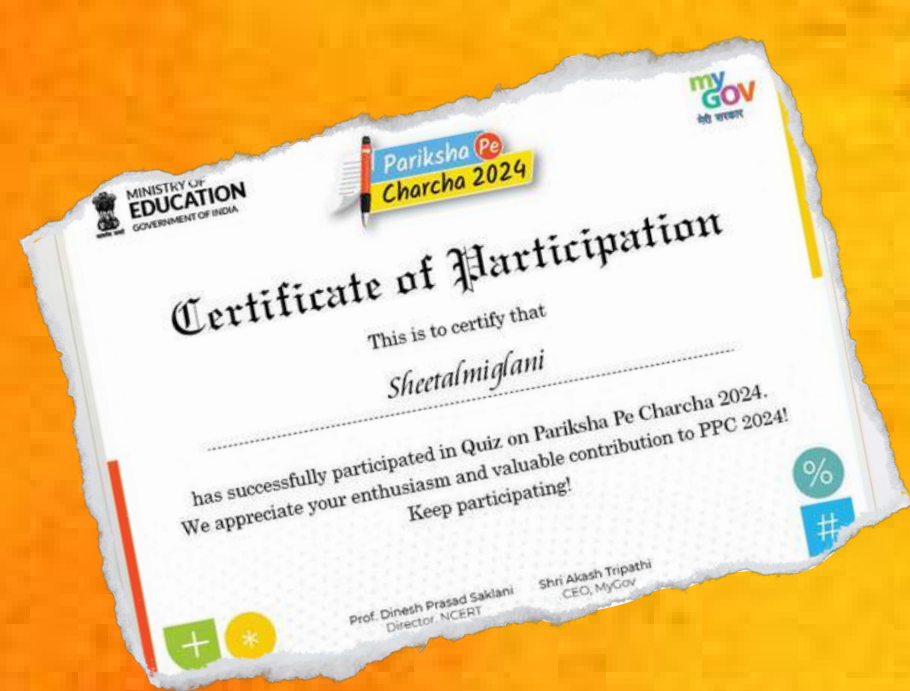 MINISTRY OF
EDUCATION
GOVERNMENT OF INDIA
Pariksha Pe
Charcha 2024
my
GOV
मेरी सरकार
Certificate of Participation
This is to certify that
Sheetalmiglani
has successfully participated in Quiz on Pariksha Pe Charcha 2024.
We appreciate your enthusiasm and valuable contribution to PPC 2024!
Keep participating!
Prof. Dinesh Prasad Saklani
Director, NCERT
Shri Akash Tripathi
CEO, MyGov
%
#
+
*